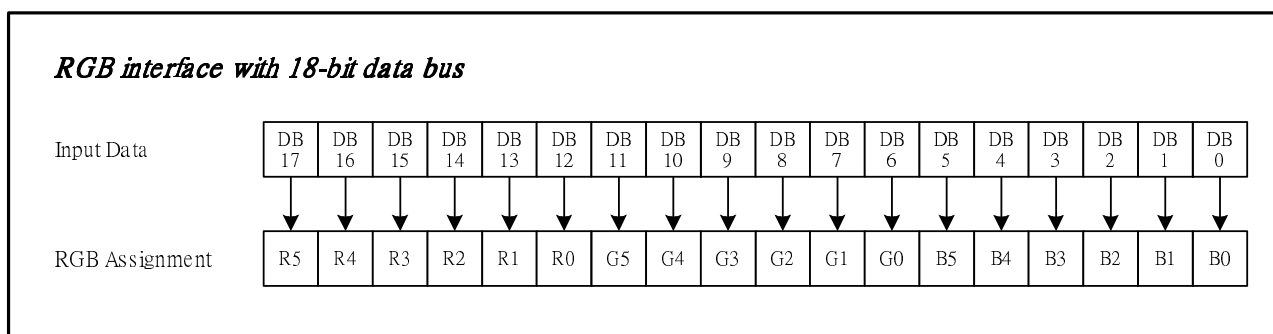 RGB interface with 18-bit data bus
Input Data DB 17 DB 16 DB 15 DB 14 DB 13 DB 12 DB 11 DB 10 DB 9 DB 8 DB 7 DB 6 DB 5 DB 4 DB 3 DB 2 DB 1 DB 0
RGB Assignment R5 R4 R3 R2 R1 R0 G5 G4 G3 G2 G1 G0 B5 B4 B3 B2 B1 B0